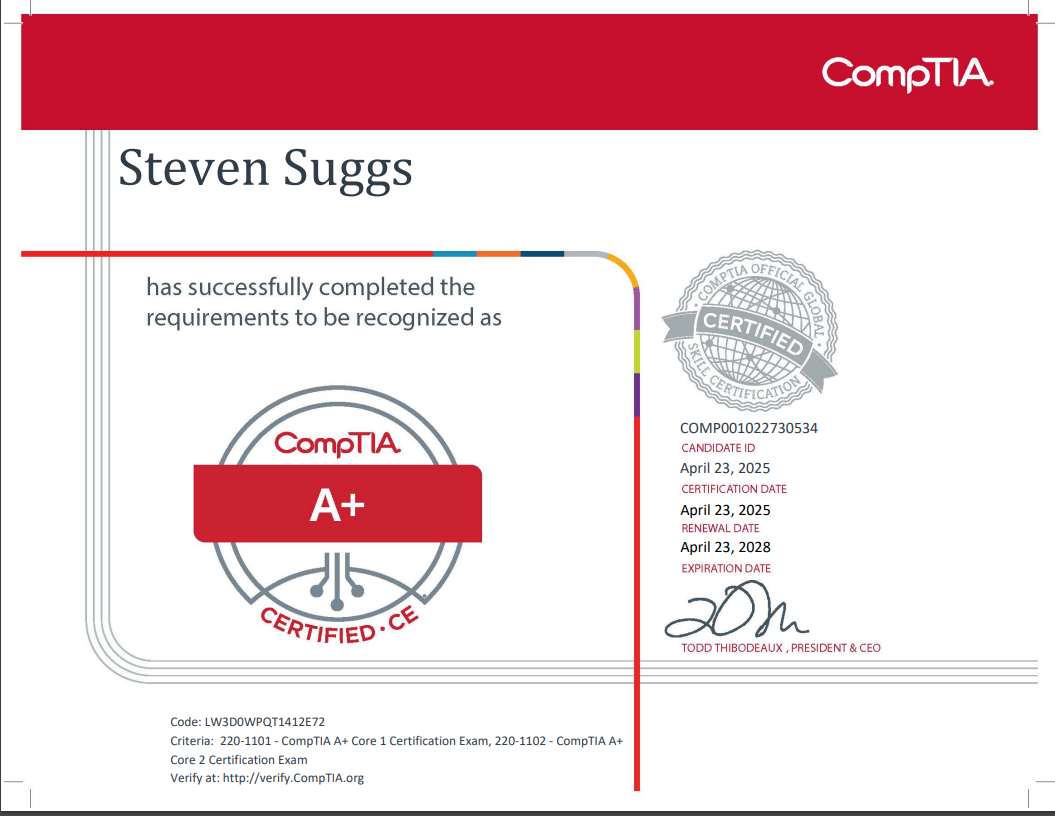 CompTIA.
Steven Suggs
has successfully completed the
requirements to be recognized as
CompTIA.
A+
CERTIFIED · CE
COMPTIA OFFICIAL GLOBAL
CERTIFIED
SKILL CERTIFICATION
COMP001022730534
CANDIDATE ID
April 23, 2025
CERTIFICATION DATE
April 23, 2025
RENEWAL DATE
April 23, 2028
EXPIRATION DATE
TODD THIBODEAUX , PRESIDENT & CEO
Code: LW3D0WPQT1412E72
Criteria: 220-1101 - CompTIA A+ Core 1 Certification Exam, 220-1102 - CompTIA A+
Core 2 Certification Exam
Verify at: http://verify.CompTIA.org